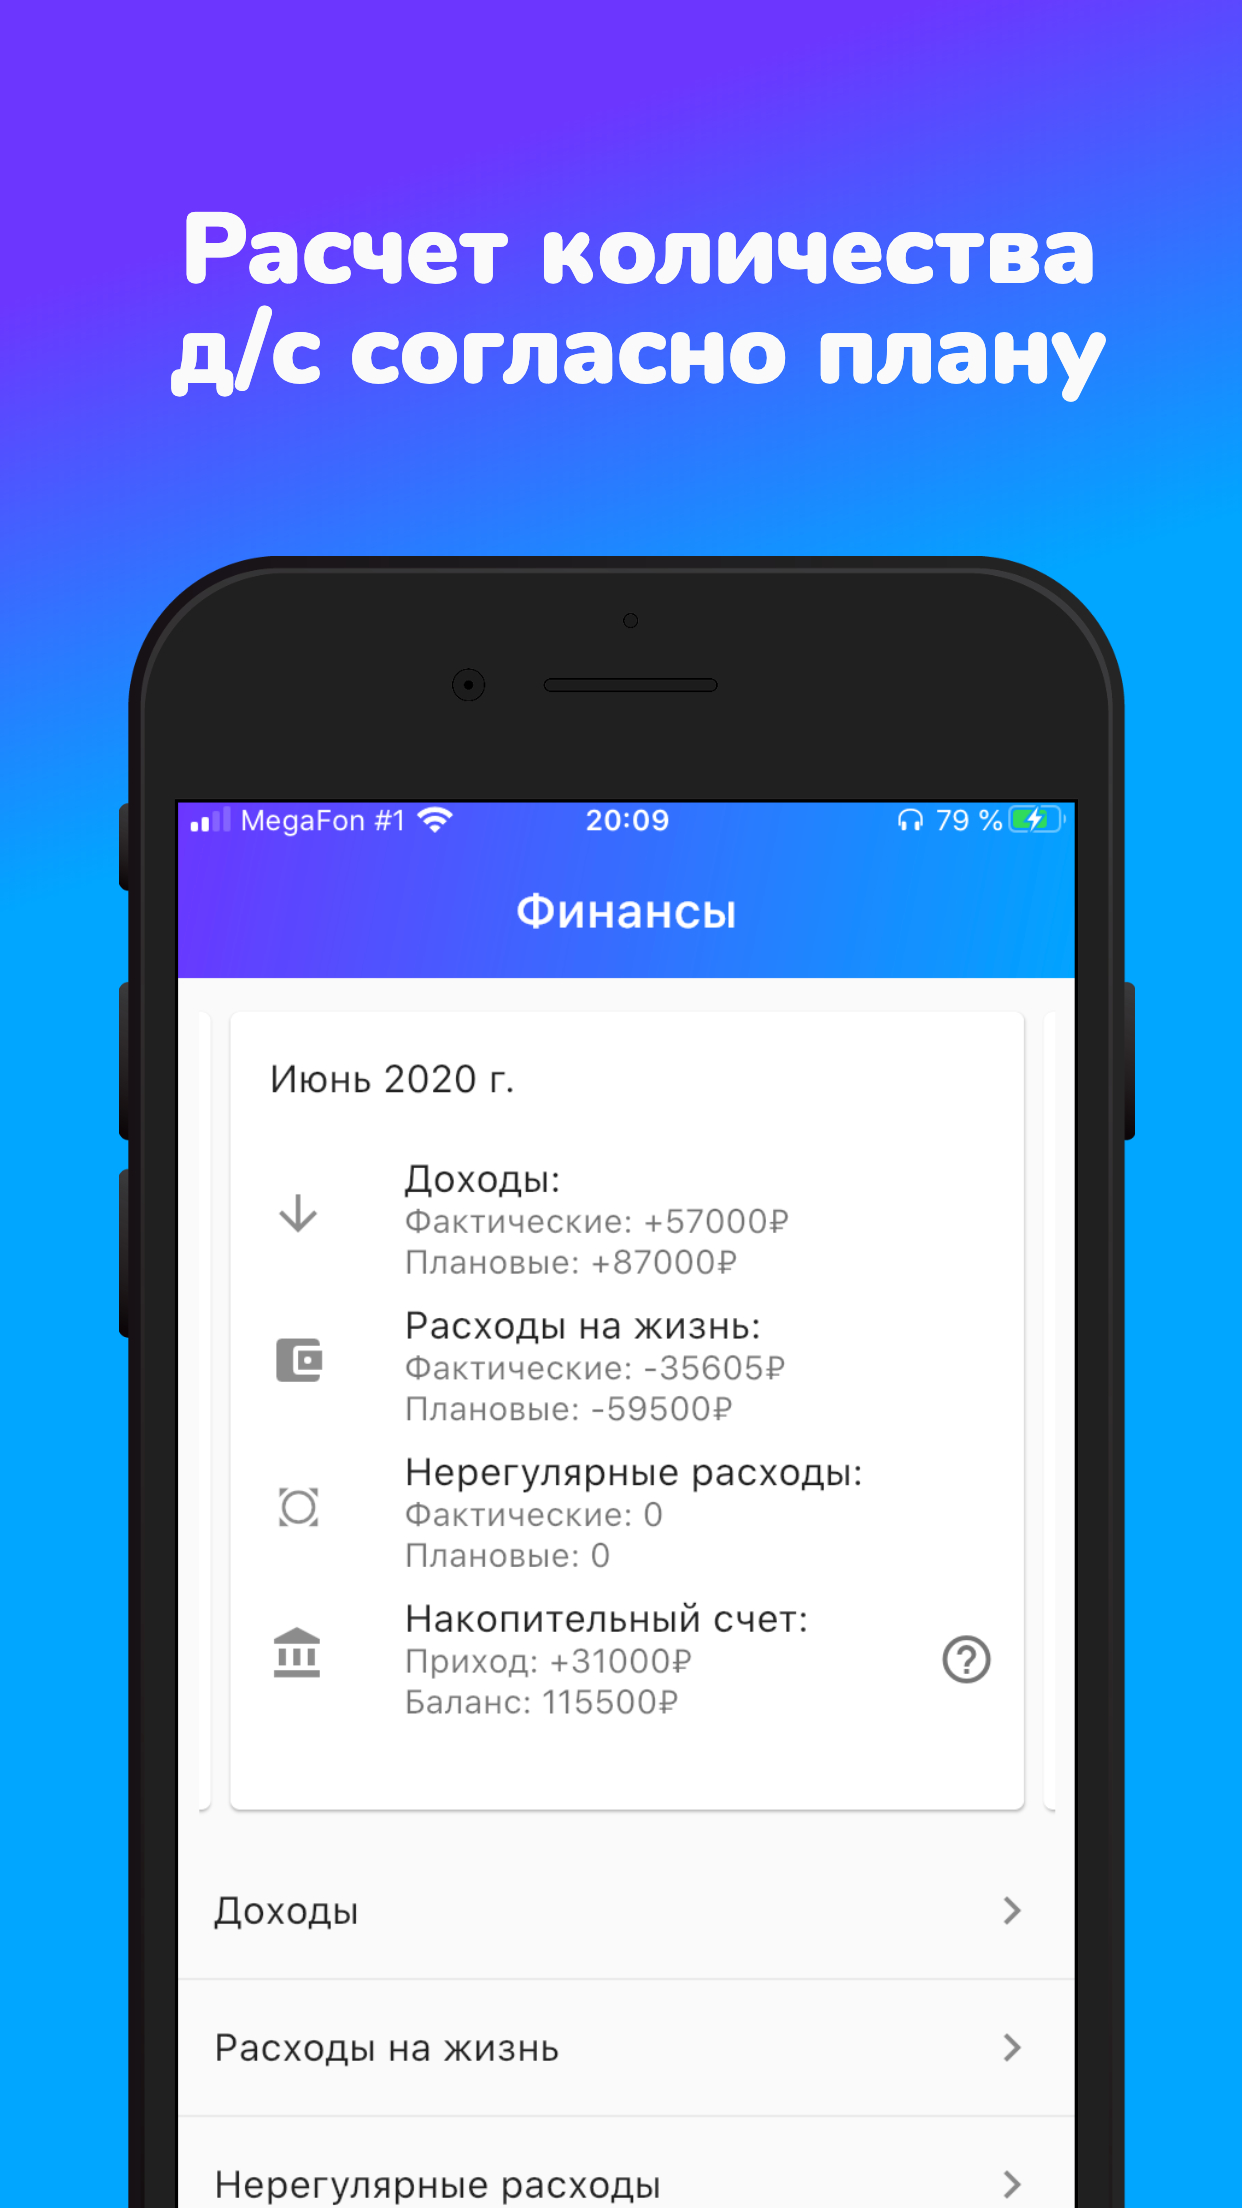 Расчет количества
д/с согласно плану
MegaFon #1 20:09 79 %
Финансы
Июнь 2020 г.
Доходы:
Фактические: +57000₽
Плановые: +87000₽
Расходы на жизнь:
Фактические: -35605₽
Плановые: -59500₽
Нерегулярные расходы:
Фактические: 0
Плановые: 0
Накопительный счет:
Приход: +31000₽
Баланс: 115500₽
Доходы
Расходы на жизнь
Нерегулярные расходы